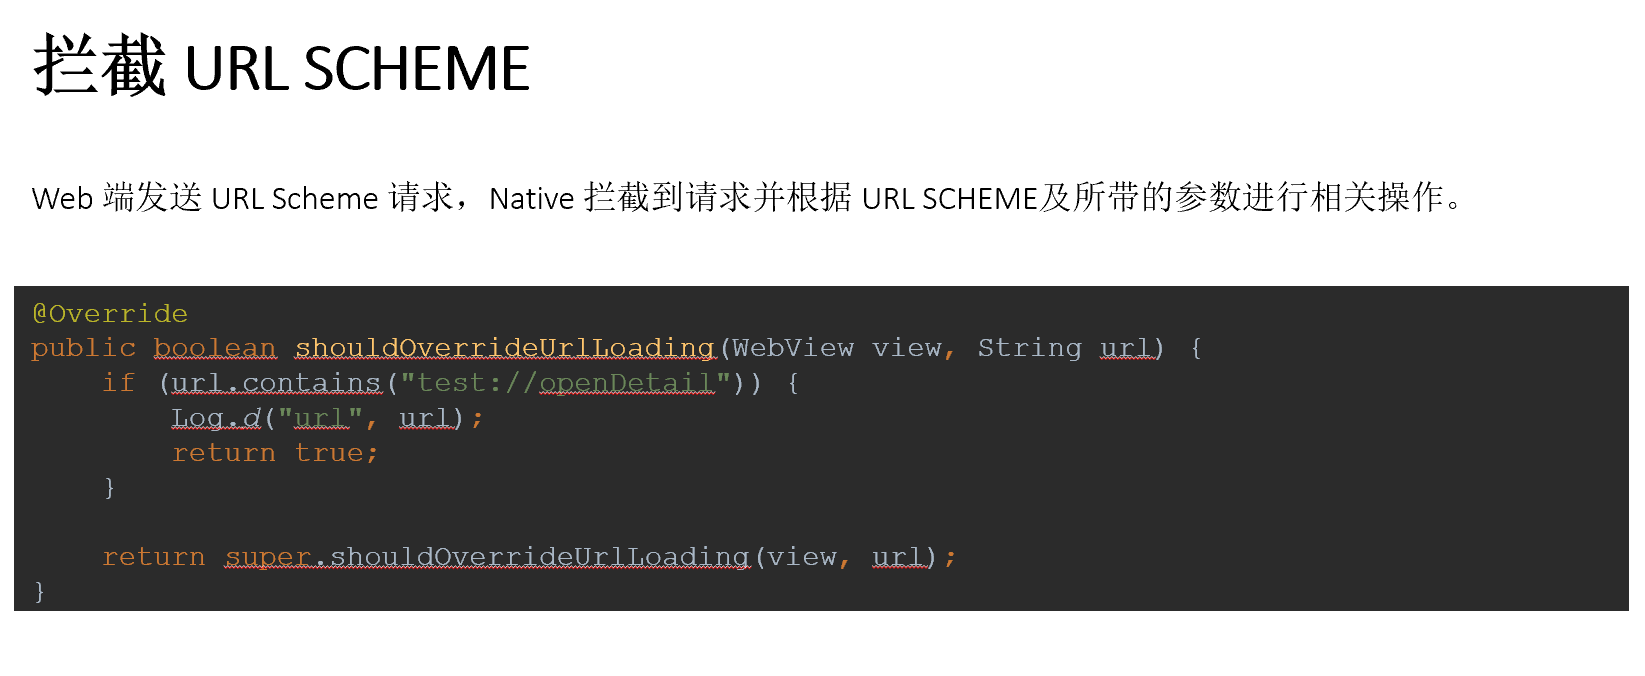 拦截 URL SCHEME
Web 端发送 URL Scheme 请求，Native 拦截到请求并根据 URL SCHEME及所带的参数进行相关操作。
@Override
public boolean shouldOverrideUrlLoading(WebView view, String url) {
    if (url.contains("test://openDetail")) {
        Log.d("url", url);
        return true;
    }
    return super.shouldOverrideUrlLoading(view, url);
}